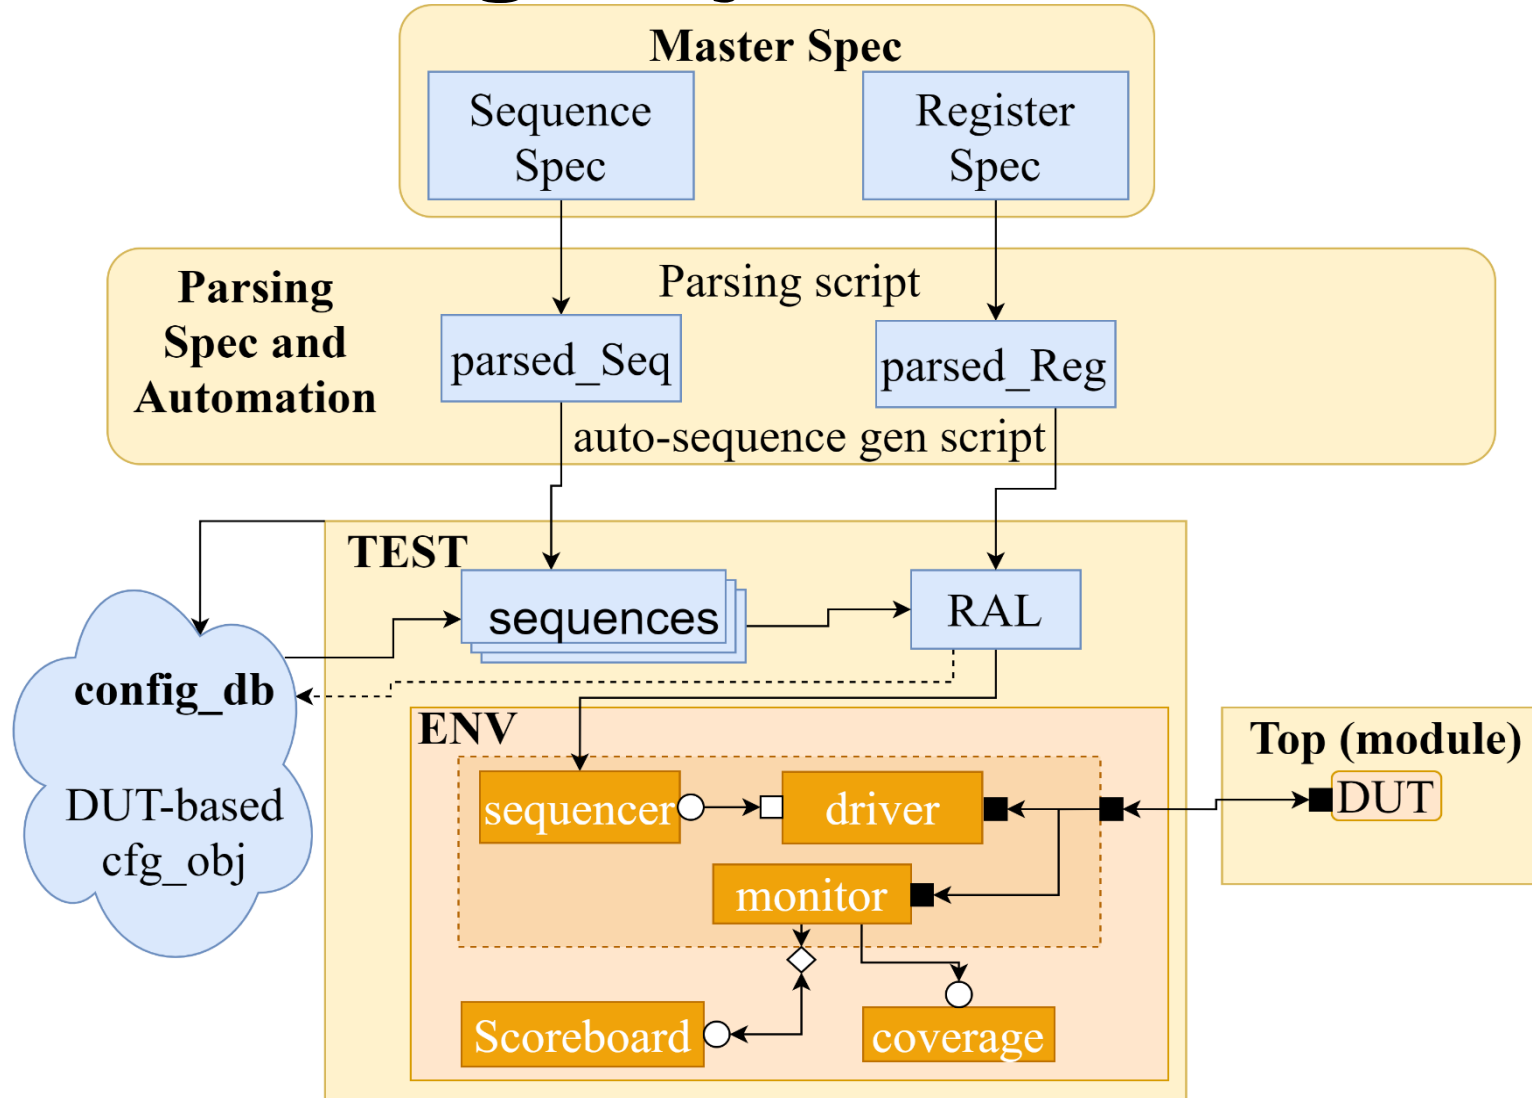 Master Spec
Sequence
Spec
Register
Spec
Parsing
Spec and
Automation
Parsing script
parsed_Seq
parsed_Reg
auto-sequence gen script
TEST
sequences
RAL
config_db
DUT-based
cfg_obj
ENV
sequencer
driver
monitor
Scoreboard
coverage
Top (module)
DUT